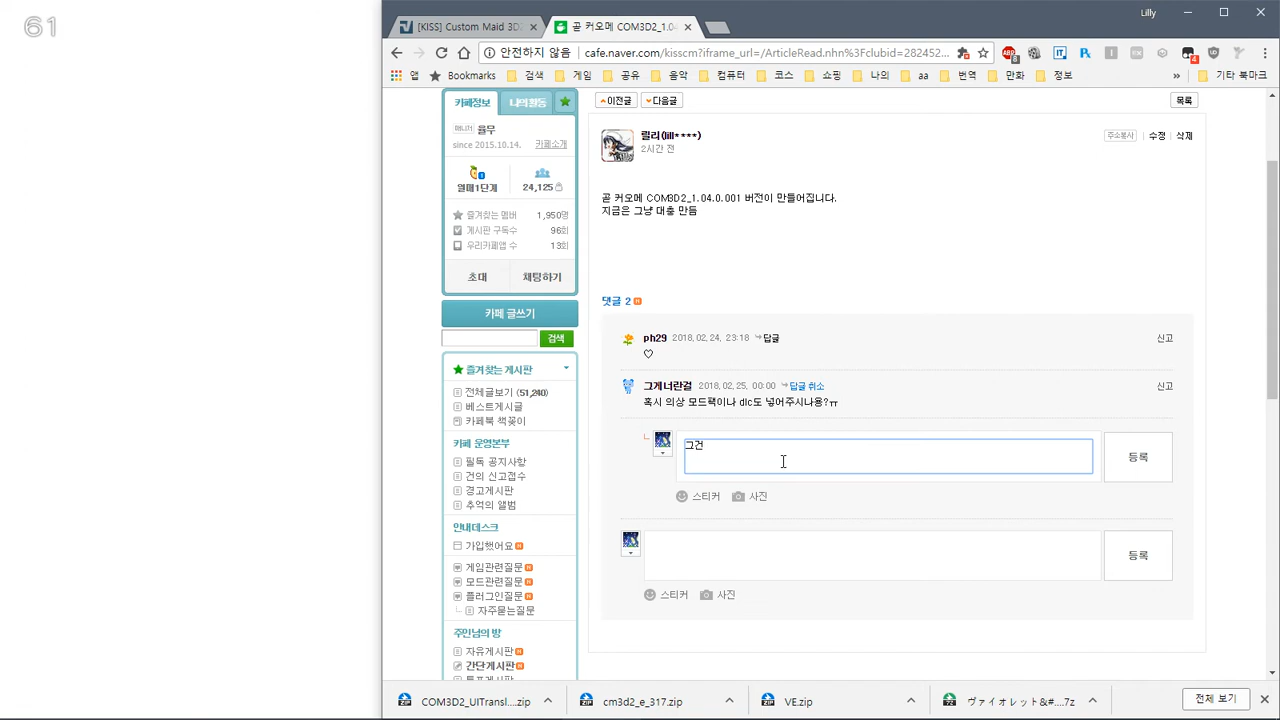 61
Lilly
[KISS] Custom Maid 3D2
곧 커오메 COM3D2_1.04
안전하지 않음
cafe.naver.com/kisscm?iframe_url=/ArticleRead.nhn%3Fclubid=282452...
8
4
앱 Bookmarks 검색 게임 공유 음악 컴퓨터 코스 쇼핑 나의 aa 번역 만화 정보 » 기타 북마크
카페정보 나의활동
이전글 다음글 목록
매니저 율무
since 2015.10.14. 카페소개
릴리(lill****)
2시간 전
주소복사 수정 삭제
열매1단계 24,125
곧 커오메 COM3D2_1.04.0.001 버전이 만들어집니다.
지금은 그냥 대충 만듬
즐겨찾는 멤버 1,950명
게시판 구독수 96회
우리카페앱 수 13회
초대 채팅하기
카페 글쓰기
검색
댓글 2
ph29 2018.02.24. 23:18 답글 신고
♡
그게너란걸 2018.02.25. 00:00 답글 취소 신고
혹시 의상 모드팩이나 dlc도 넣어주시나용?ㅠ
그건
등록
스티커 사진
등록
스티커 사진
즐겨찾는 게시판
전체글보기 (51,240)
베스트게시글
카페북 책꽂이
카페 운영본부
필독 공지사항
건의 신고접수
경고게시판
추억의 앨범
안내데스크
가입했어요
게임관련질문
모드관련질문
플러그인질문
자주묻는질문
주인님의 방
자유게시판
간단게시판
COM3D2_UITransl....zip
cm3d2_e_317.zip
VE.zip
ヴァイオレット&#....7z
전체 보기